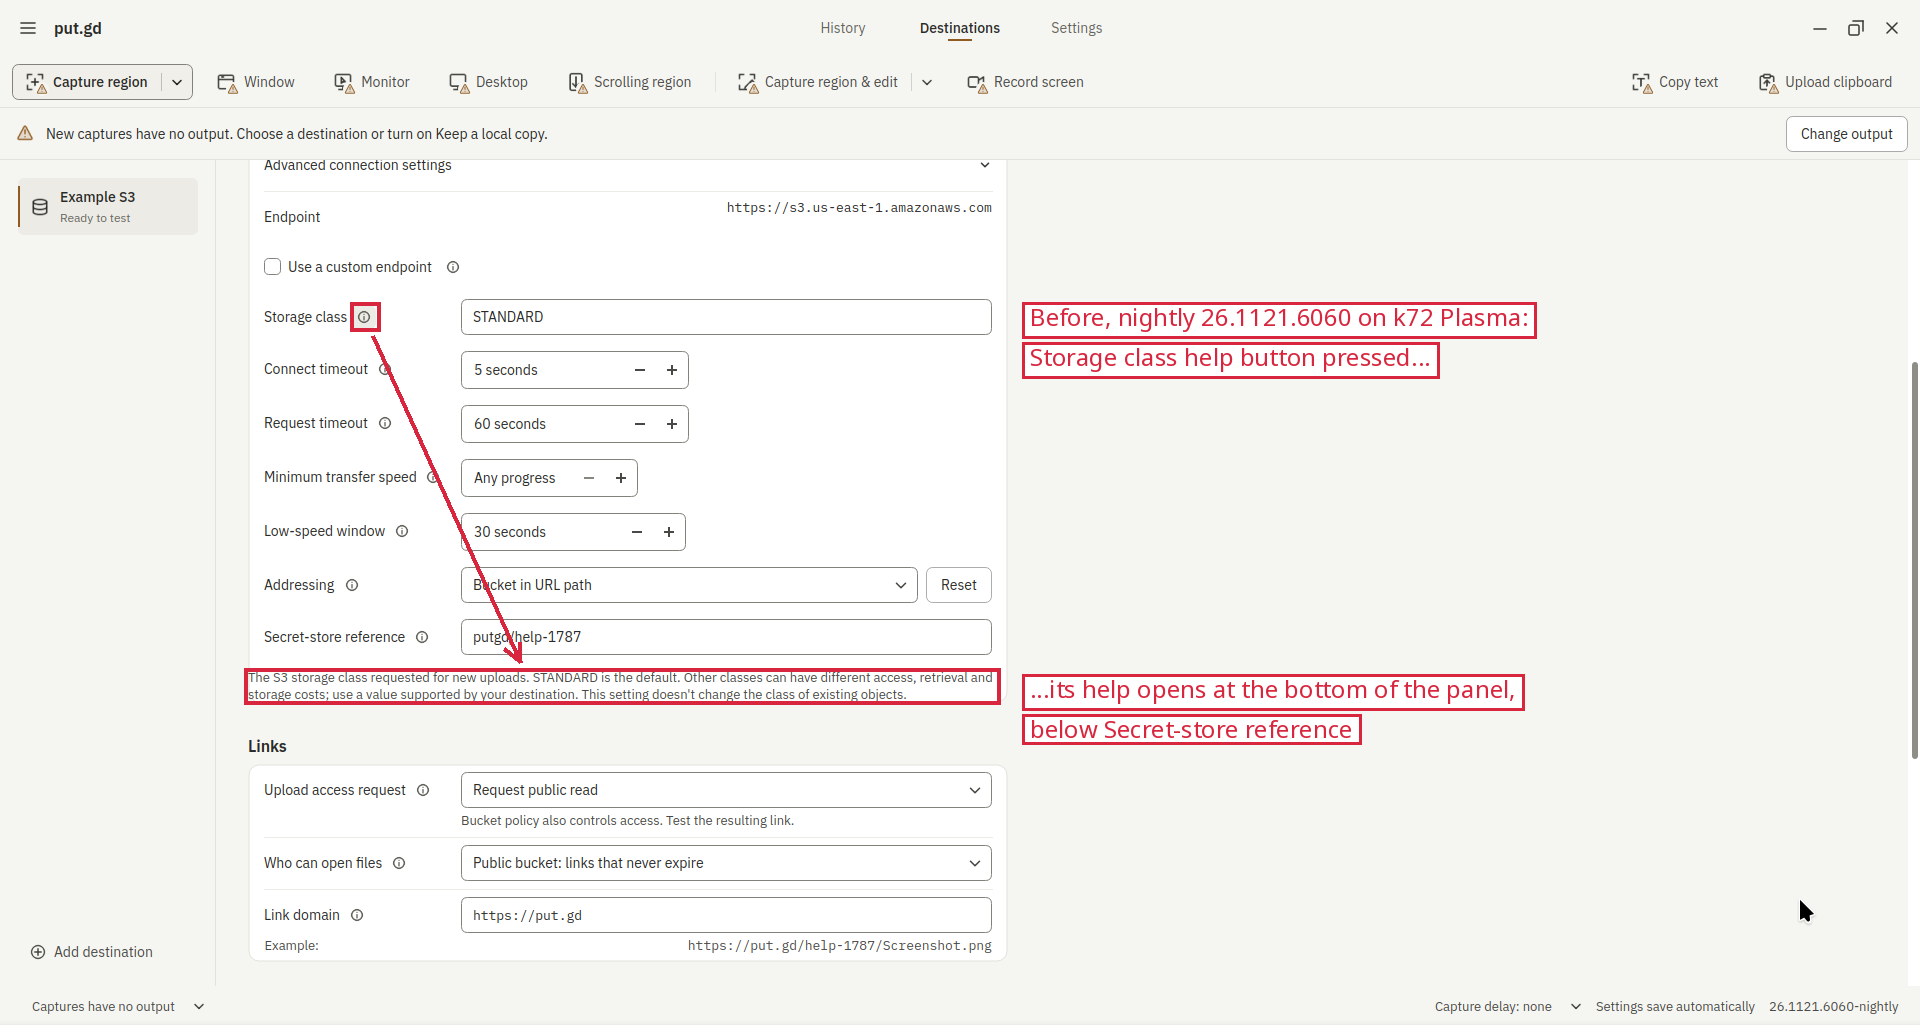 put.gd
History
Destinations
Settings
Capture region
Window
Monitor
Desktop
Scrolling region
Capture region & edit
Record screen
Copy text
Upload clipboard
New captures have no output. Choose a destination or turn on Keep a local copy.
Change output
Example S3
Ready to test
Advanced connection settings
Endpoint
https://s3.us-east-1.amazonaws.com
Use a custom endpoint
Storage class
STANDARD
Before, nightly 26.1121.6060 on k72 Plasma:
Storage class help button pressed...
Connect timeout
5 seconds
Request timeout
60 seconds
Minimum transfer speed
Any progress
Low-speed window
30 seconds
Addressing
Bucket in URL path
Reset
Secret-store reference
putgd/help-1787
The S3 storage class requested for new uploads. STANDARD is the default. Other classes can have different access, retrieval and
storage costs; use a value supported by your destination. This setting doesn't change the class of existing objects.
...its help opens at the bottom of the panel,
below Secret-store reference
Links
Upload access request
Request public read
Bucket policy also controls access. Test the resulting link.
Who can open files
Public bucket: links that never expire
Link domain
https://put.gd
Example:
https://put.gd/help-1787/Screenshot.png
Add destination
Captures have no output
Capture delay: none
Settings save automatically
26.1121.6060-nightly